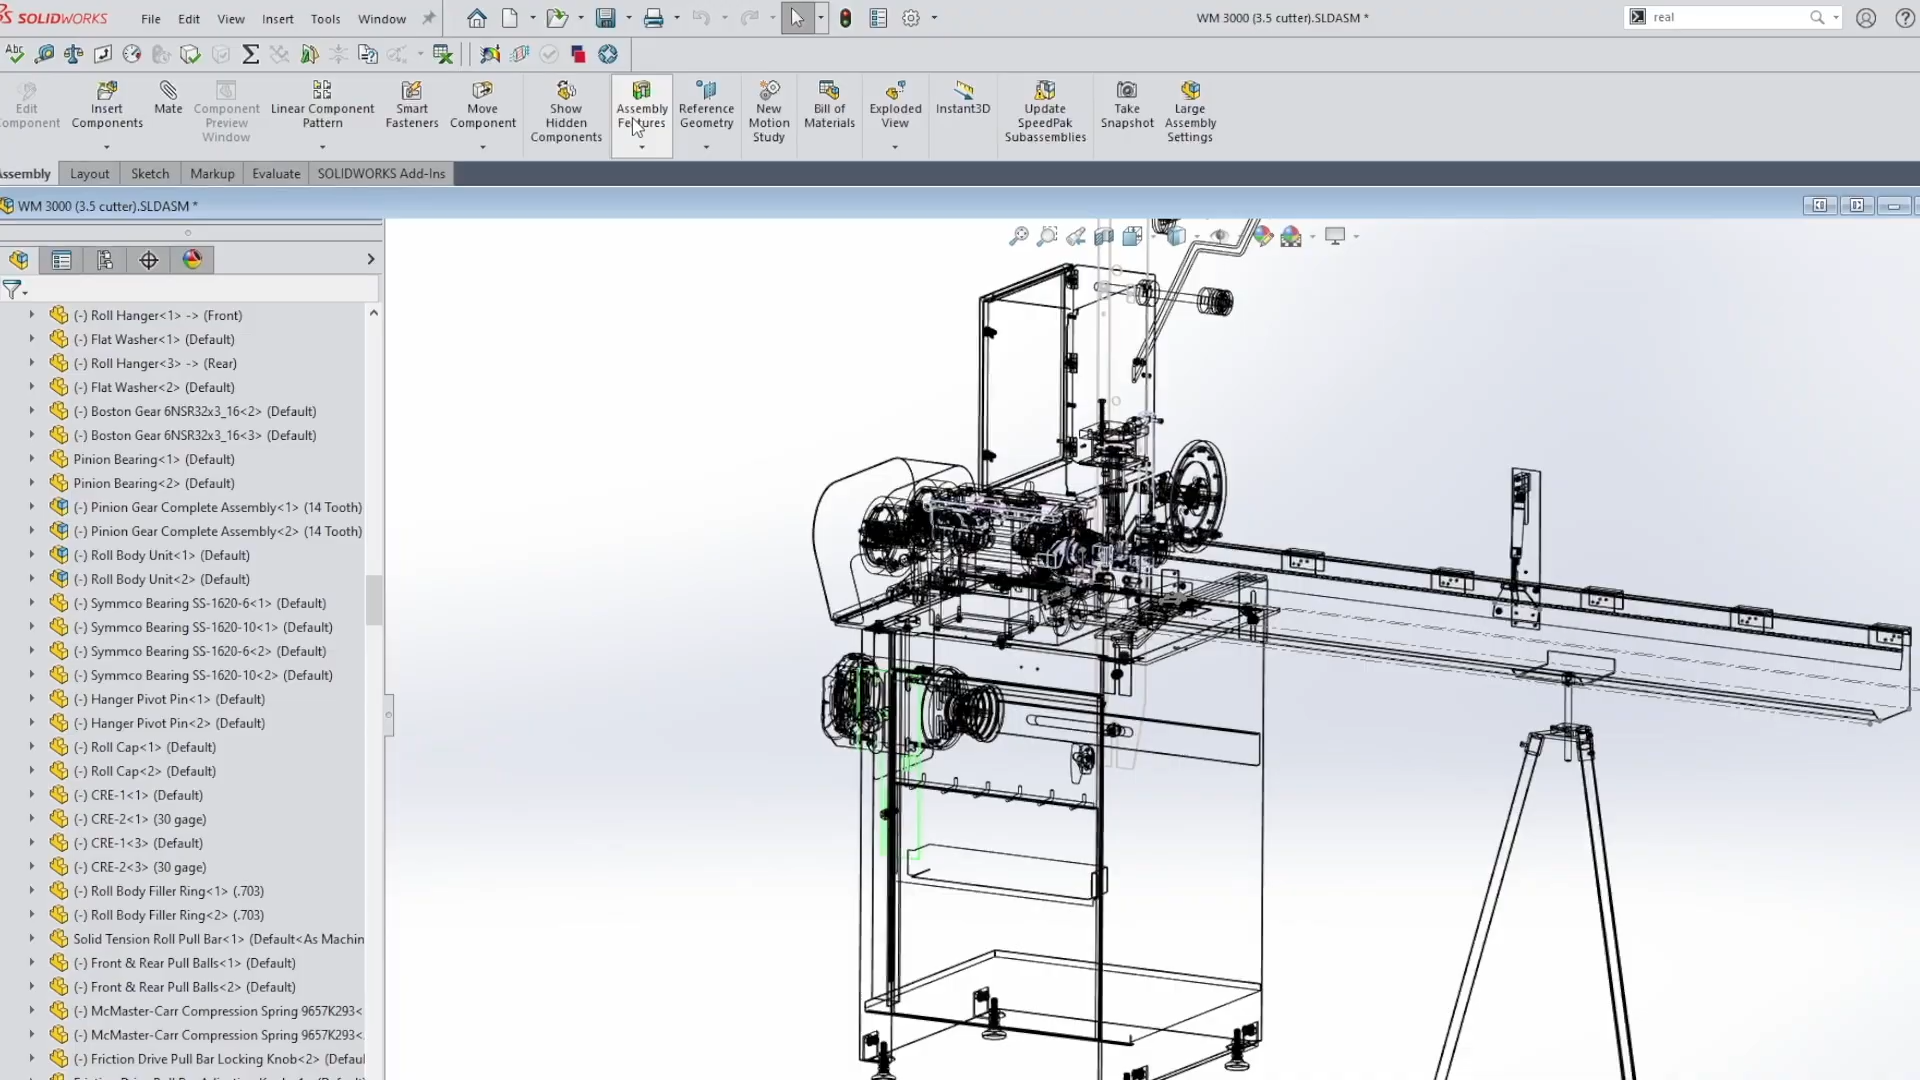 SOLIDWORKS File Edit View Insert Tools Window WM 3000 (3.5 cutter).SLDASM * real
Abc
Edit Component
Insert Components
Mate
Component Preview Window
Linear Component Pattern
Smart Fasteners
Move Component
Show Hidden Components
Assembly Features
Reference Geometry
New Motion Study
Bill of Materials
Exploded View
Instant3D
Update SpeedPak Subassemblies
Take Snapshot
Large Assembly Settings
Assembly Layout Sketch Markup Evaluate SOLIDWORKS Add-Ins
WM 3000 (3.5 cutter).SLDASM *
(-) Roll Hanger<1> -> (Front)
(-) Flat Washer<1> (Default)
(-) Roll Hanger<3> -> (Rear)
(-) Flat Washer<2> (Default)
(-) Boston Gear 6NSR32x3_16<2> (Default)
(-) Boston Gear 6NSR32x3_16<3> (Default)
Pinion Bearing<1> (Default)
Pinion Bearing<2> (Default)
(-) Pinion Gear Complete Assembly<1> (14 Tooth)
(-) Pinion Gear Complete Assembly<2> (14 Tooth)
(-) Roll Body Unit<1> (Default)
(-) Roll Body Unit<2> (Default)
(-) Symmco Bearing SS-1620-6<1> (Default)
(-) Symmco Bearing SS-1620-10<1> (Default)
(-) Symmco Bearing SS-1620-6<2> (Default)
(-) Symmco Bearing SS-1620-10<2> (Default)
(-) Hanger Pivot Pin<1> (Default)
(-) Hanger Pivot Pin<2> (Default)
(-) Roll Cap<1> (Default)
(-) Roll Cap<2> (Default)
(-) CRE-1<1> (Default)
(-) CRE-2<1> (30 gage)
(-) CRE-1<3> (Default)
(-) CRE-2<3> (30 gage)
(-) Roll Body Filler Ring<1> (.703)
(-) Roll Body Filler Ring<2> (.703)
Solid Tension Roll Pull Bar<1> (Default<As Machin
(-) Front & Rear Pull Balls<1> (Default)
(-) Front & Rear Pull Balls<2> (Default)
(-) McMaster-Carr Compression Spring 9657K293<
(-) McMaster-Carr Compression Spring 9657K293<
(-) Friction Drive Pull Bar Locking Knob<2> (Defau